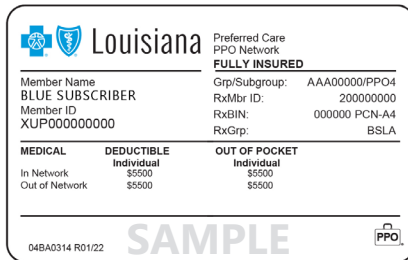 Louisiana
Preferred Care
PPO Network
FULLY INSURED
Member Name
BLUE SUBSCRIBER
Member ID
XUP000000000
Grp/Subgroup: AAA00000/PPO4
RxMbr ID: 200000000
RxBIN: 000000 PCN-A4
RxGrp: BSLA
MEDICAL DEDUCTIBLE OUT OF POCKET
Individual Individual
In Network $5500 $5500
Out of Network $5500 $5500
SAMPLE
04BA0314 R01/22
PPO